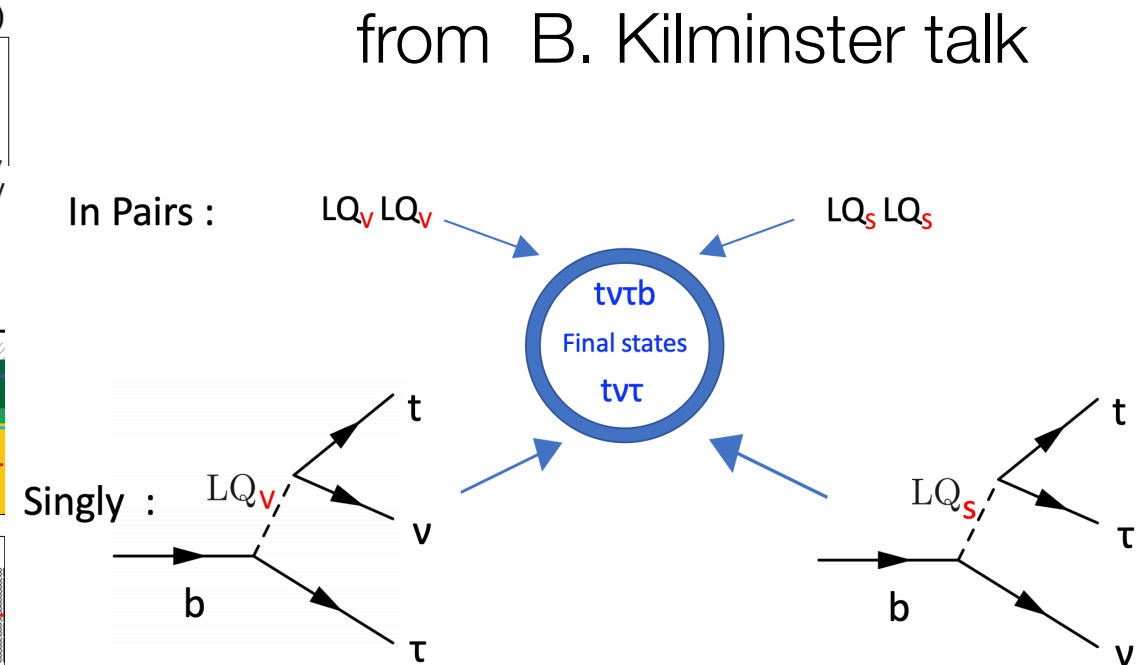 from B. Kilminster talk
In Pairs :
LQV LQV
LQS LQS
tντb
Final states
tντ
Singly :
LQV
t
ν
b
τ
LQS
t
τ
b
ν